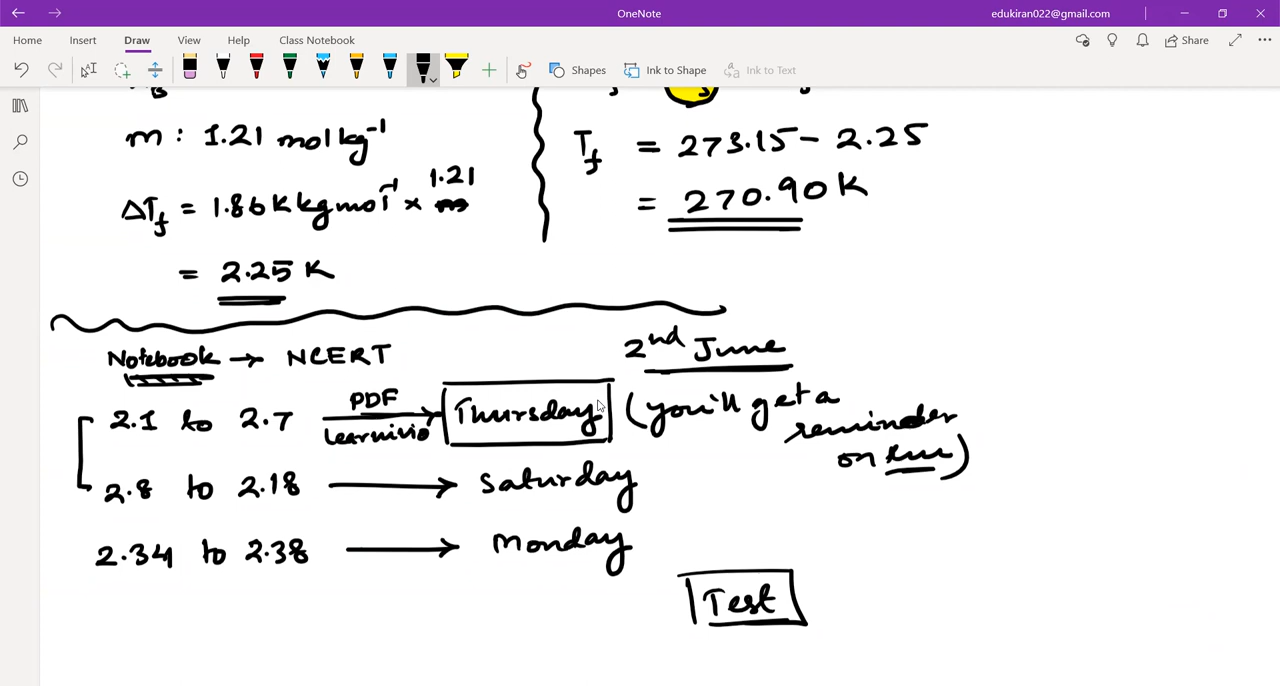 OneNote
edukiran022@gmail.com
Home Insert Draw View Help Class Notebook
Share
Shapes Ink to Shape Ink to Text
B
m : 1.21 mol kg-1
ΔTf = 1.86 K kg mol-1 × 1.21
= 2.25 K
Tf = 273.15 - 2.25
= 270.90 K
Notebook → NCERT
2nd June
2.1 to 2.7 PDF Thursday (you'll get a
reminder
on )
2.8 to 2.18 → Saturday
2.34 to 2.38 → Monday
Test